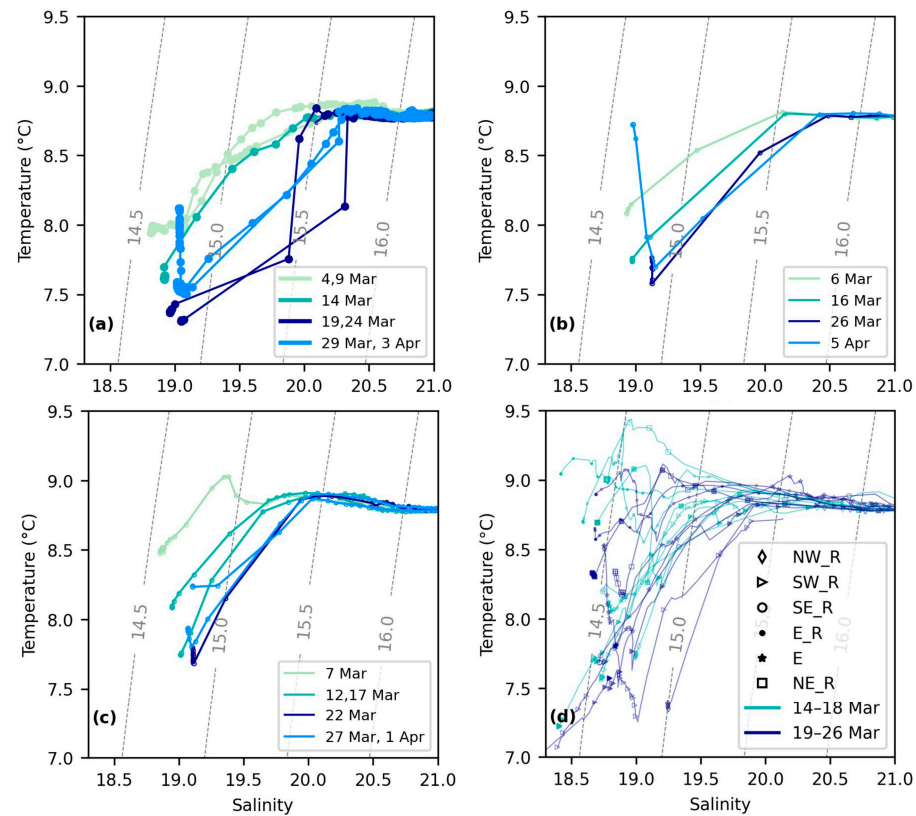 9.5
9.0
8.5
8.0
7.5
7.0
Temperature (°C)
14.5
15.0
15.5
16.0
(a)
4,9 Mar
14 Mar
19,24 Mar
29 Mar, 3 Apr
18.5 19.0 19.5 20.0 20.5 21.0
9.5
9.0
8.5
8.0
7.5
7.0
Temperature (°C)
14.5
15.0
15.5
16.0
(b)
6 Mar
16 Mar
26 Mar
5 Apr
18.5 19.0 19.5 20.0 20.5 21.0
9.5
9.0
8.5
8.0
7.5
7.0
Temperature (°C)
14.5
15.0
15.5
16.0
(c)
7 Mar
12,17 Mar
22 Mar
27 Mar, 1 Apr
18.5 19.0 19.5 20.0 20.5 21.0
Salinity
9.5
9.0
8.5
8.0
7.5
7.0
Temperature (°C)
14.5
15.0
16.0
(d)
NW_R
SW_R
SE_R
E_R
E
NE_R
14–18 Mar
19–26 Mar
18.5 19.0 19.5 20.0 20.5 21.0
Salinity